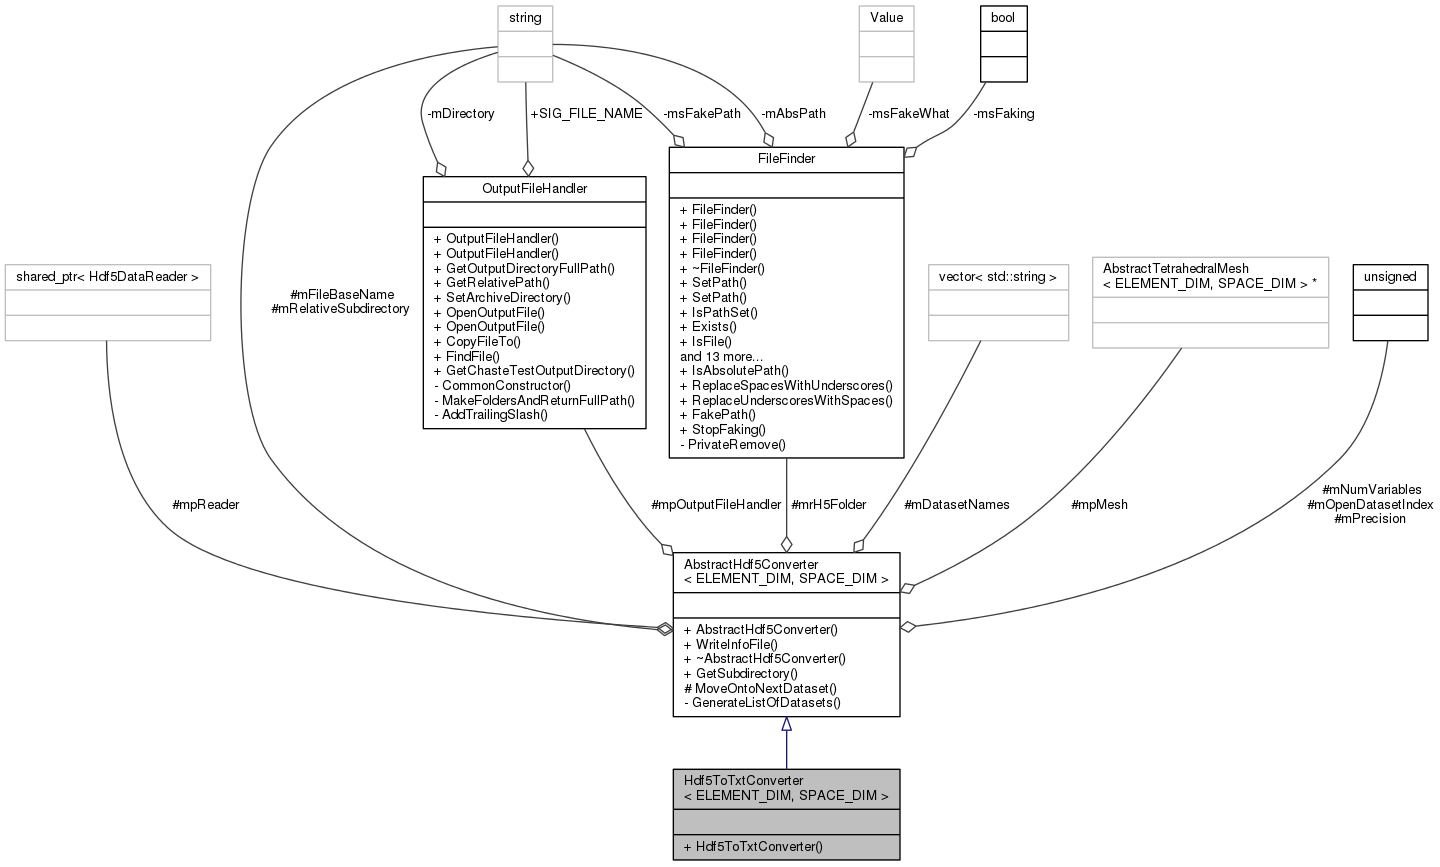 string
Value
bool
-mDirectory
+SIG_FILE_NAME
-msFakePath
-mAbsPath
-msFakeWhat
-msFaking
OutputFileHandler
+ OutputFileHandler()
+ OutputFileHandler()
+ GetOutputDirectoryFullPath()
+ GetRelativePath()
+ SetArchiveDirectory()
+ OpenOutputFile()
+ OpenOutputFile()
+ CopyFileTo()
+ FindFile()
+ GetChasteTestOutputDirectory()
- CommonConstructor()
- MakeFoldersAndReturnFullPath()
- AddTrailingSlash()
FileFinder
+ FileFinder()
+ FileFinder()
+ FileFinder()
+ FileFinder()
+ ~FileFinder()
+ SetPath()
+ SetPath()
+ IsPathSet()
+ Exists()
+ IsFile()
and 13 more...
+ IsAbsolutePath()
+ ReplaceSpacesWithUnderscores()
+ ReplaceUnderscoresWithSpaces()
+ FakePath()
+ StopFaking()
- PrivateRemove()
shared_ptr< Hdf5DataReader >
#mFileBaseName
#mRelativeSubdirectory
vector< std::string >
AbstractTetrahedralMesh
< ELEMENT_DIM, SPACE_DIM > *
unsigned
#mpReader
#mpOutputFileHandler
#mrH5Folder
#mDatasetNames
#mpMesh
#mNumVariables
#mOpenDatasetIndex
#mPrecision
AbstractHdf5Converter
< ELEMENT_DIM, SPACE_DIM >
+ AbstractHdf5Converter()
+ WriteInfoFile()
+ ~AbstractHdf5Converter()
+ GetSubdirectory()
# MoveOntoNextDataset()
- GenerateListOfDatasets()
Hdf5ToTxtConverter
< ELEMENT_DIM, SPACE_DIM >
+ Hdf5ToTxtConverter()